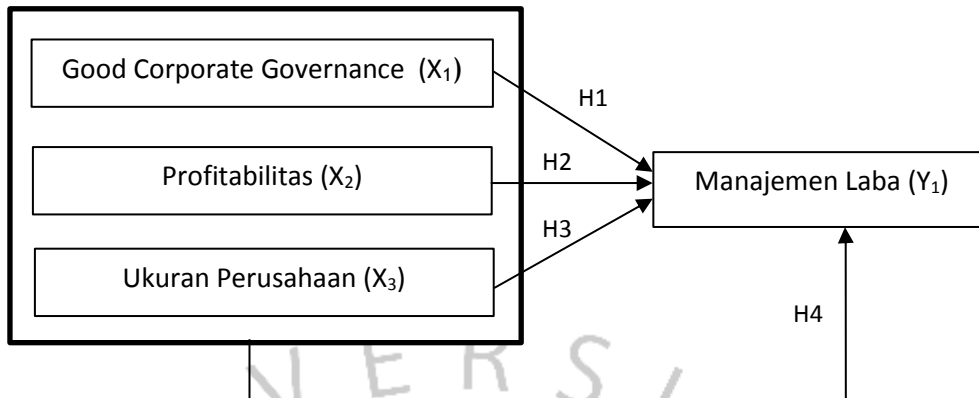 Good Corporate Governance (X₁)
H1
Profitabilitas (X₂)
H2
Manajemen Laba (Y₁)
H3
Ukuran Perusahaan (X₃)
H4
N E R S